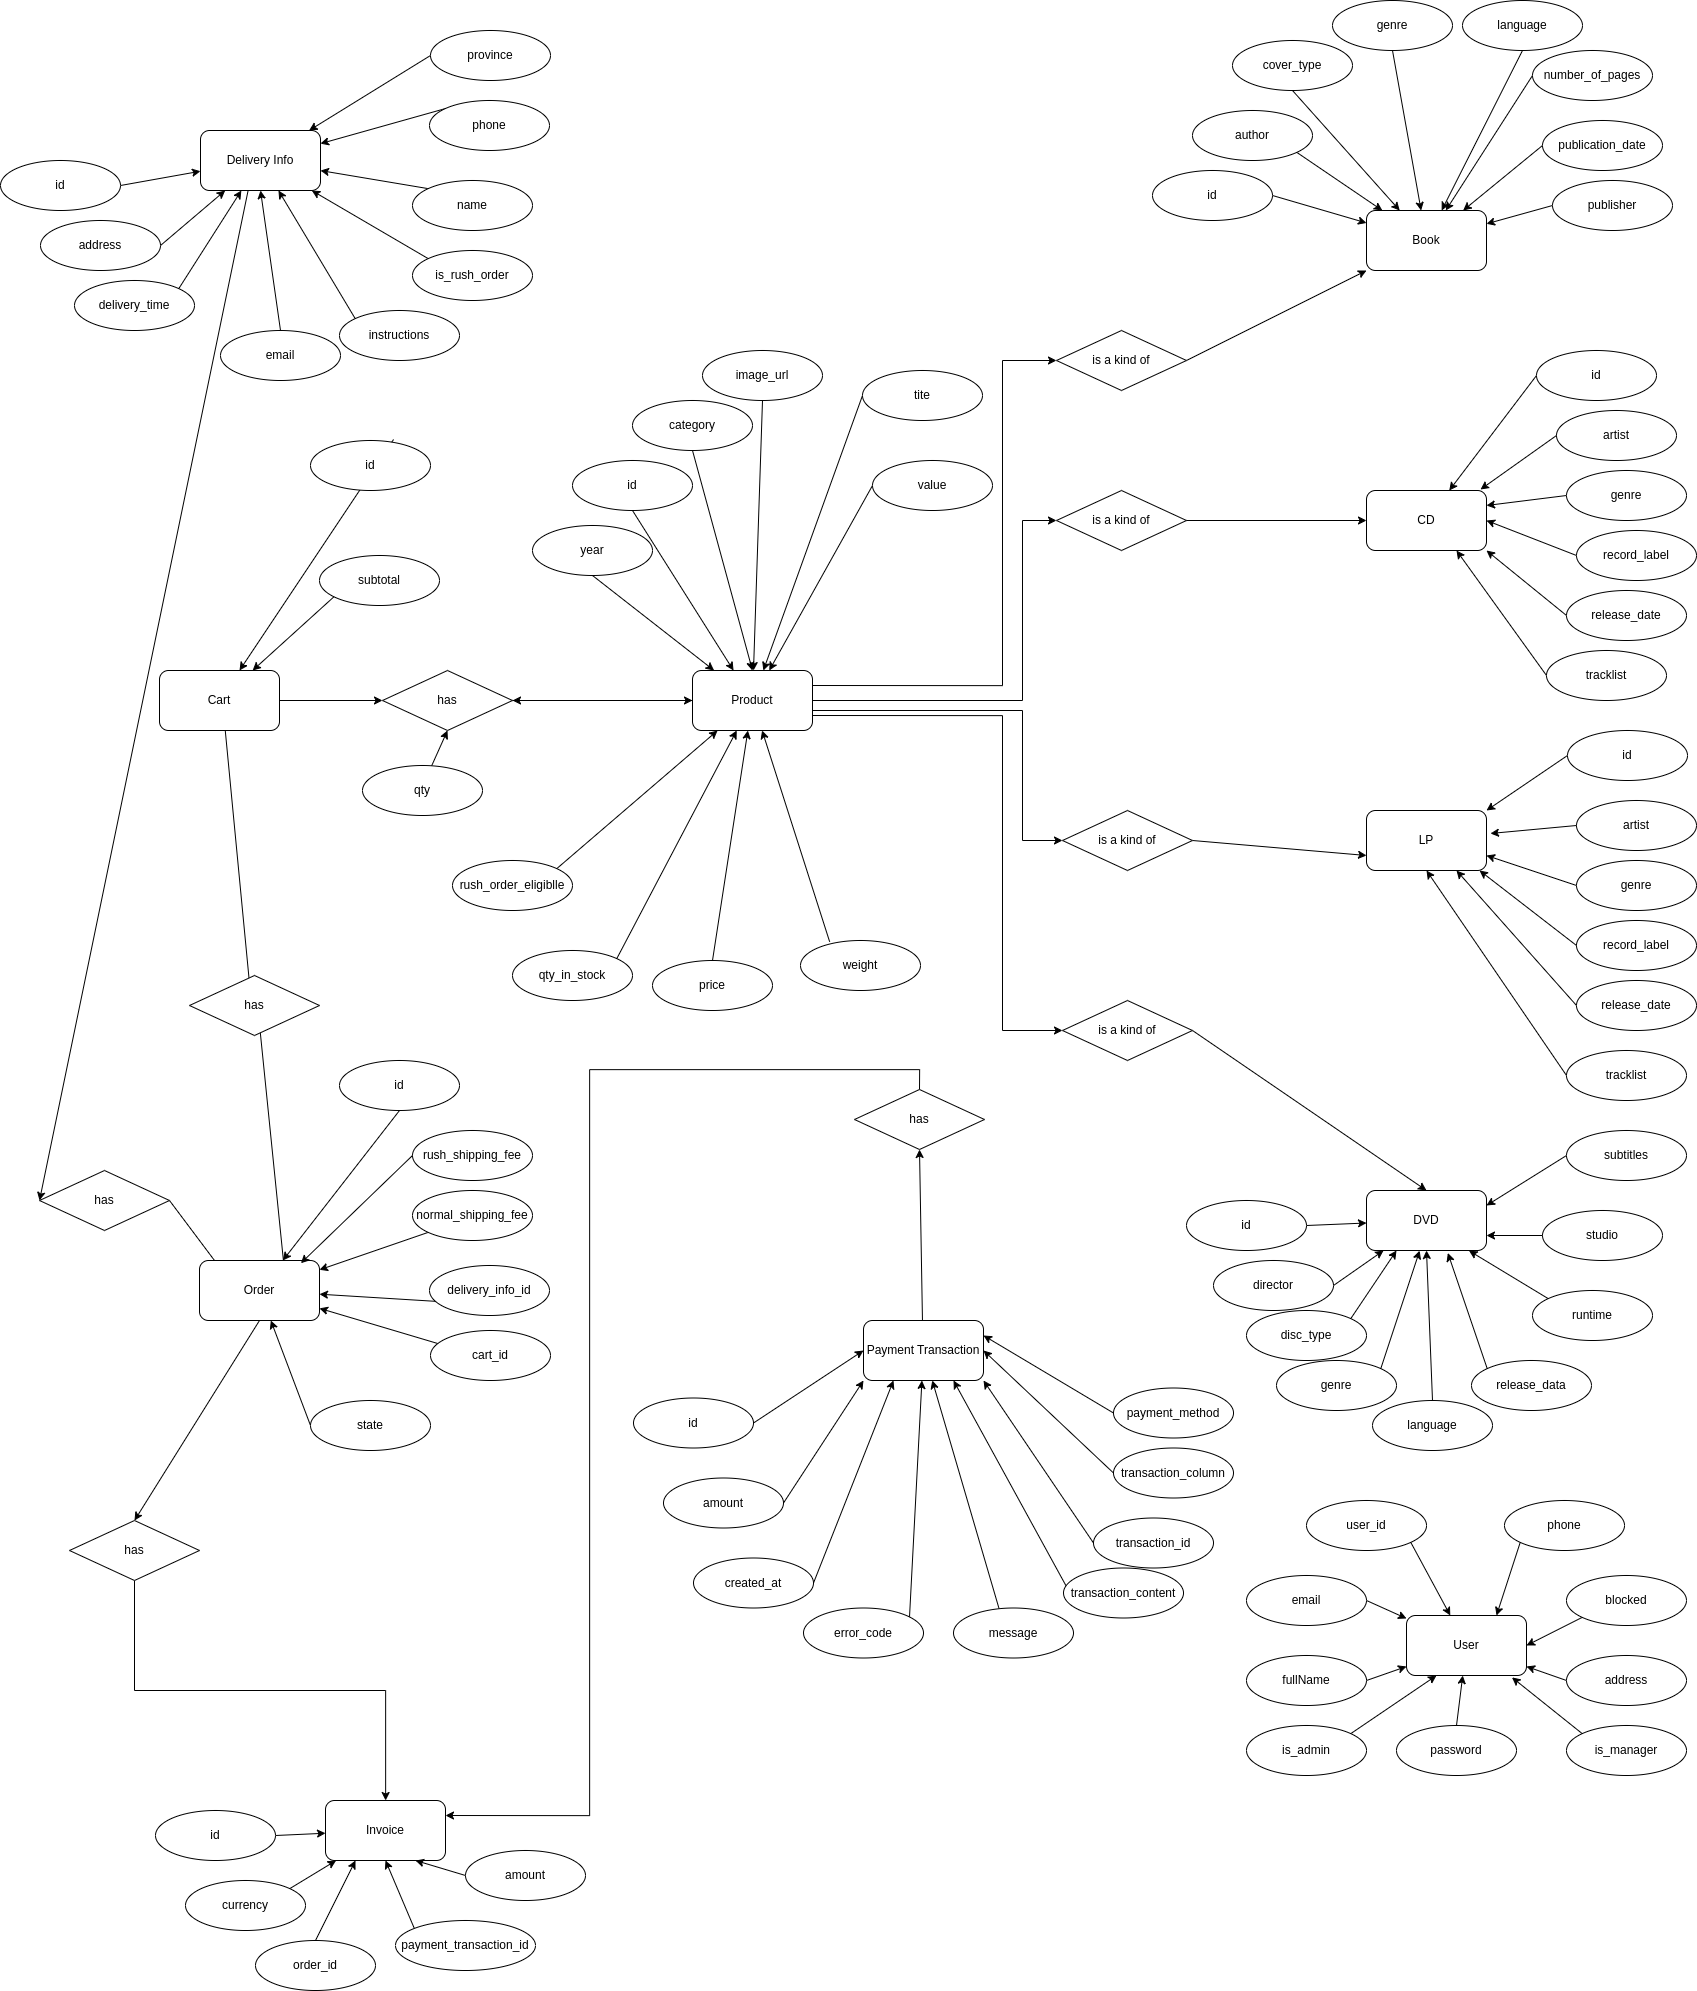 province
phone
Delivery Info
id
name
address
is_rush_order
delivery_time
instructions
email
genre
language
cover_type
number_of_pages
author
publication_date
id
publisher
Book
is a kind of
image_url
tite
category
id
value
year
id
subtotal
Cart
has
Product
qty
rush_order_eligiblle
qty_in_stock
price
weight
is a kind of
CD
id
artist
genre
record_label
release_date
tracklist
is a kind of
LP
id
artist
genre
record_label
release_date
tracklist
is a kind of
has
has
id
rush_shipping_fee
normal_shipping_fee
Order
delivery_info_id
cart_id
state
has
has
Payment Transaction
id
payment_method
transaction_column
amount
transaction_id
created_at
transaction_content
error_code
message
subtitles
DVD
id
studio
director
runtime
disc_type
genre
release_data
language
user_id
phone
email
blocked
User
fullName
address
is_admin
password
is_manager
Invoice
id
amount
currency
payment_transaction_id
order_id